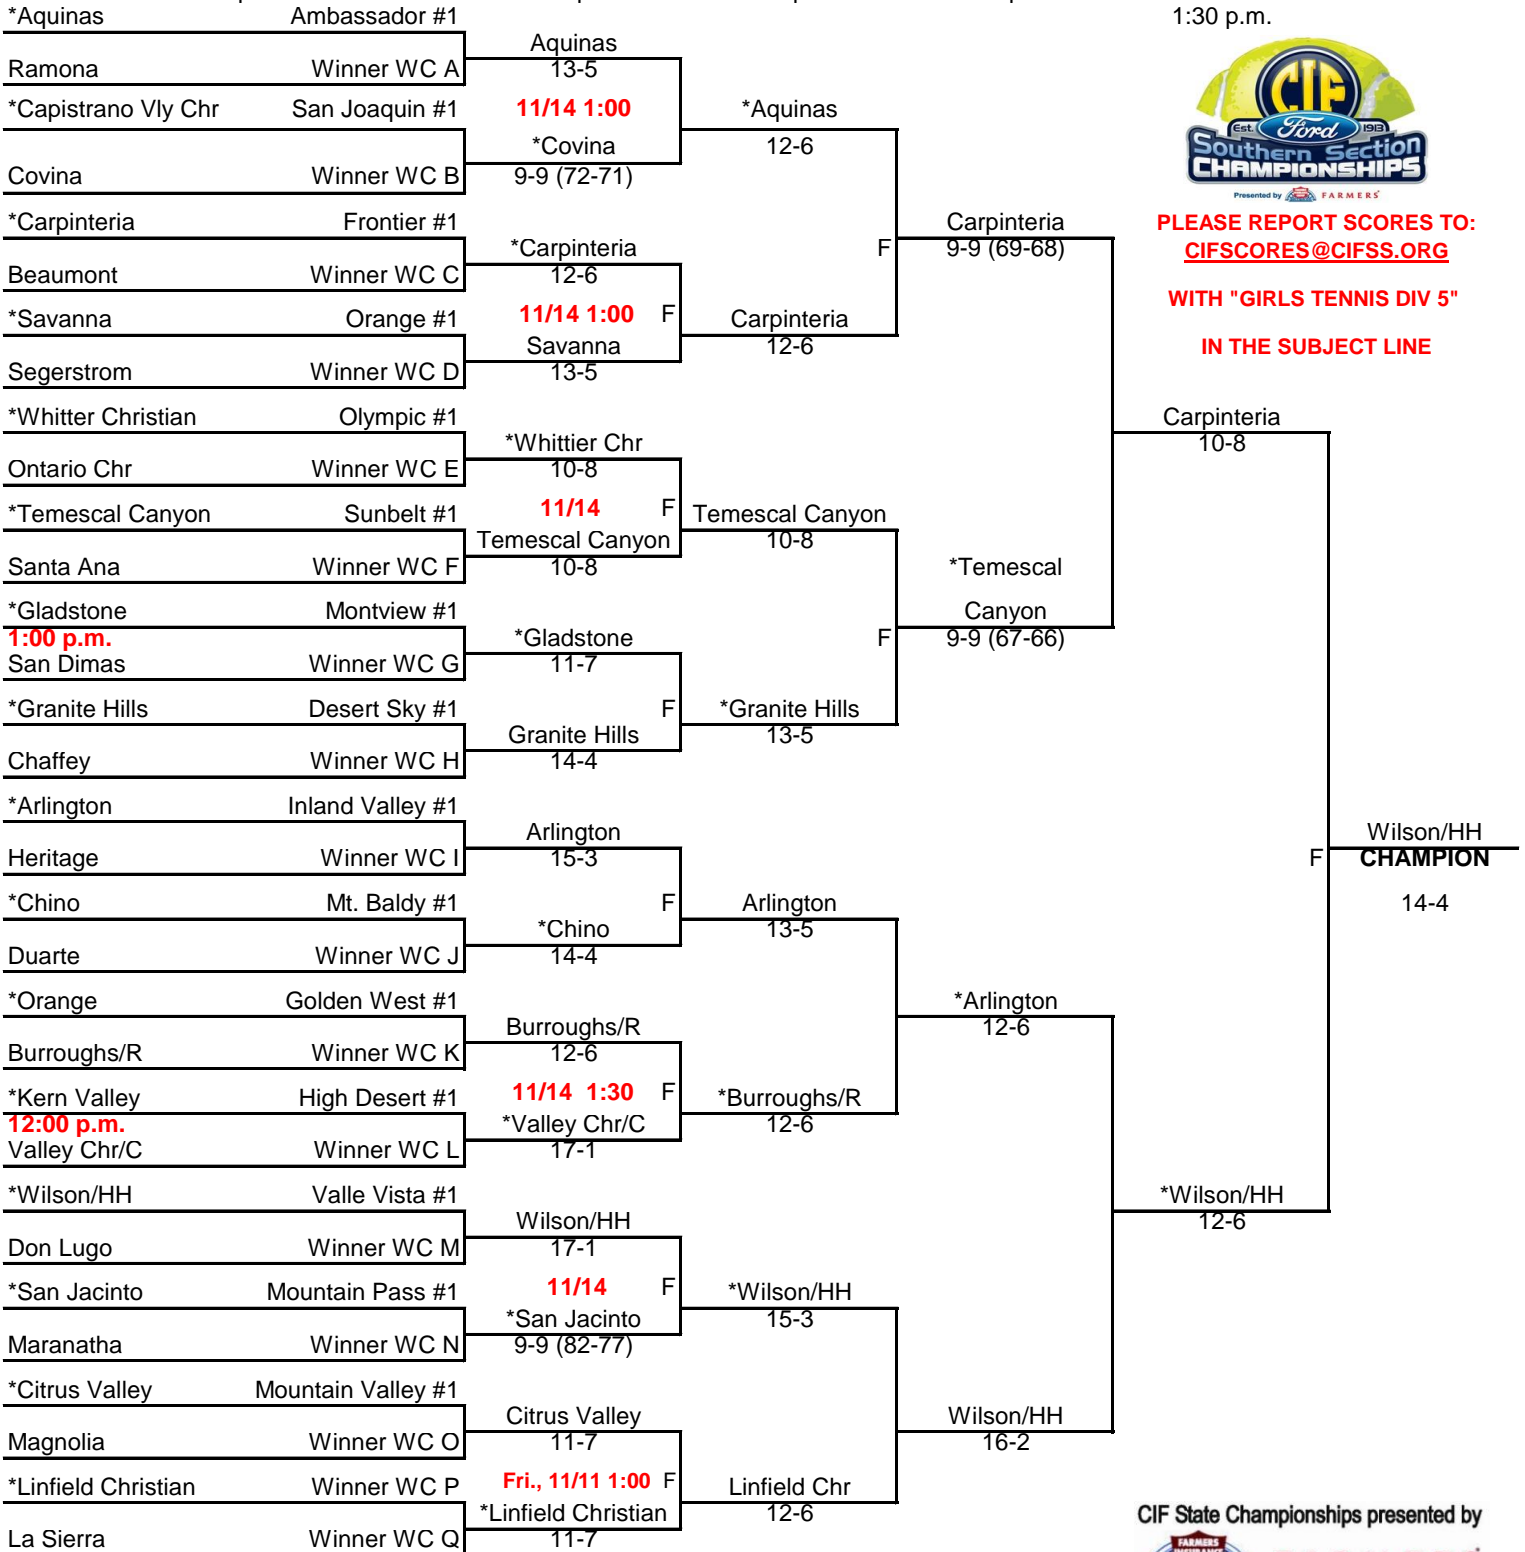 *Aquinas Ambassador #1 1:30 p.m.
Aquinas
Ramona Winner WC A 13-5
*Capistrano Vly Chr San Joaquin #1 11/14 1:00 *Aquinas
*Covina 12-6
Covina Winner WC B 9-9 (72-71)
CIF
Est. Ford 1913
Southern Section
CHAMPIONSHIPS
Presented by FARMERS
*Carpinteria Frontier #1 Carpinteria PLEASE REPORT SCORES TO:
*Carpinteria F 9-9 (69-68) CIFSCORES@CIFSS.ORG
Beaumont Winner WC C 12-6
WITH "GIRLS TENNIS DIV 5"
*Savanna Orange #1 11/14 1:00 F Carpinteria
Savanna 12-6 IN THE SUBJECT LINE
Segerstrom Winner WC D 13-5
*Whitter Christian Olympic #1 Carpinteria
*Whittier Chr 10-8
Ontario Chr Winner WC E 10-8
*Temescal Canyon Sunbelt #1 11/14 F Temescal Canyon
Temescal Canyon 10-8
Santa Ana Winner WC F 10-8 *Temescal
*Gladstone Montview #1 Canyon
1:00 p.m. *Gladstone F 9-9 (67-66)
San Dimas Winner WC G 11-7
*Granite Hills Desert Sky #1 F *Granite Hills
Granite Hills 13-5
Chaffey Winner WC H 14-4
*Arlington Inland Valley #1
Arlington Wilson/HH
Heritage Winner WC I 15-3 F CHAMPION
*Chino Mt. Baldy #1 F Arlington 14-4
*Chino 13-5
Duarte Winner WC J 14-4
*Orange Golden West #1 *Arlington
Burroughs/R 12-6
Burroughs/R Winner WC K 12-6
*Kern Valley High Desert #1 11/14 1:30 F *Burroughs/R
12:00 p.m. *Valley Chr/C 12-6
Valley Chr/C Winner WC L 17-1
*Wilson/HH Valle Vista #1 *Wilson/HH
Wilson/HH 12-6
Don Lugo Winner WC M 17-1
*San Jacinto Mountain Pass #1 11/14 F *Wilson/HH
*San Jacinto 15-3
Maranatha Winner WC N 9-9 (82-77)
*Citrus Valley Mountain Valley #1
Citrus Valley Wilson/HH
Magnolia Winner WC O 11-7 16-2
*Linfield Christian Winner WC P Fri., 11/11 1:00 F Linfield Chr
*Linfield Christian 12-6 CIF State Championships presented by
La Sierra Winner WC Q 11-7
FARMERS